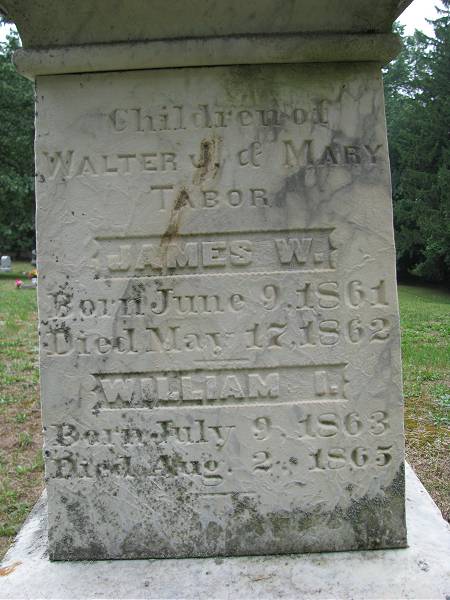 Children of
WALTER J. & MARY
TABOR
JAMES W.
Born June 9. 1861
Died May 17. 1862
WILLIAM I.
Born July 9. 1863
Died Aug. 2. 1865